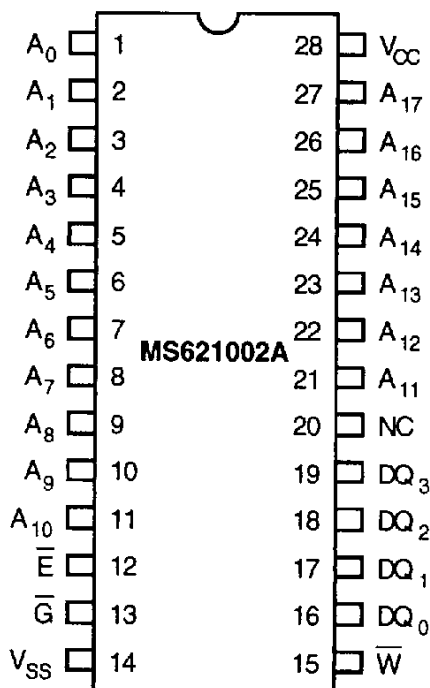 A0 1 28 VCC
A1 2 27 A17
A2 3 26 A16
A3 4 25 A15
A4 5 24 A14
A5 6 23 A13
A6 7 22 A12
MS621002A
A7 8 21 A11
A8 9 20 NC
A9 10 19 DQ3
A10 11 18 DQ2
E̅ 12 17 DQ1
G̅ 13 16 DQ0
VSS 14 15 W̅